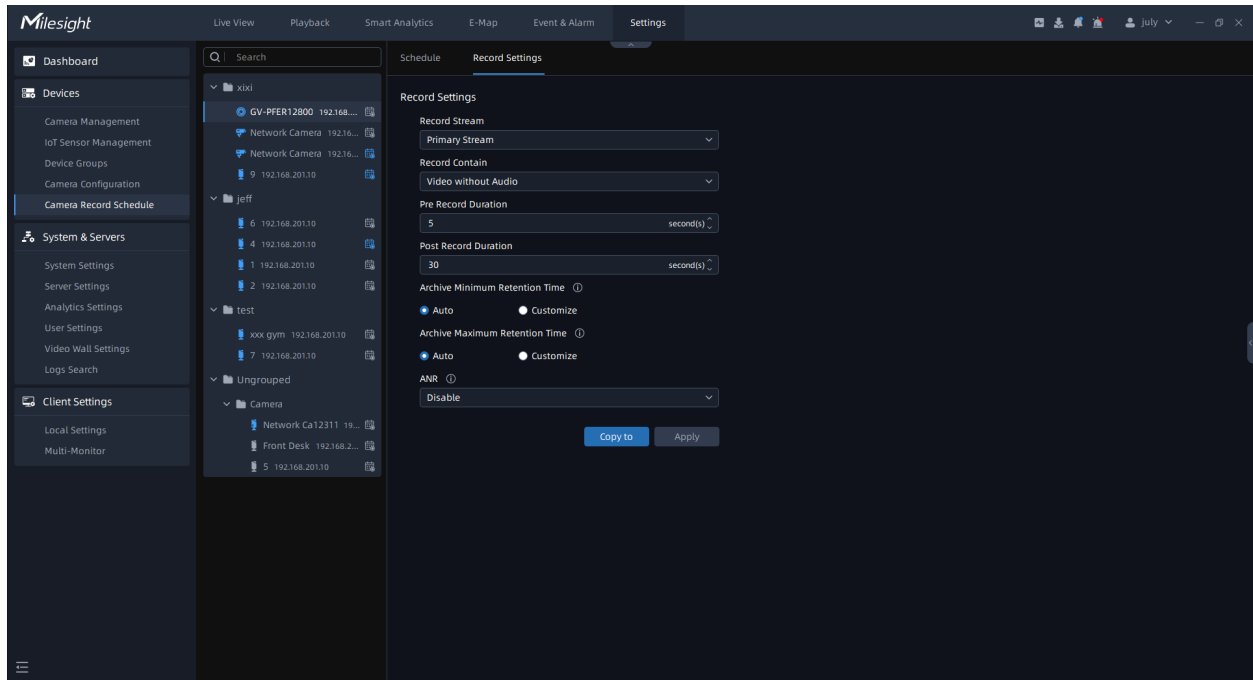 Milesight
Live View
Playback
Smart Analytics
E-Map
Event & Alarm
Settings
july
Dashboard
Devices
Camera Management
IoT Sensor Management
Device Groups
Camera Configuration
Camera Record Schedule
System & Servers
System Settings
Server Settings
Analytics Settings
User Settings
Video Wall Settings
Logs Search
Client Settings
Local Settings
Multi-Monitor
Search
xixi
GV-PFER12800 192.168....
Network Camera 192.16...
Network Camera 192.16...
9 192.168.201.10
jeff
6 192.168.201.10
4 192.168.201.10
1 192.168.201.10
2 192.168.201.10
test
xxx gym 192.168.201.10
7 192.168.201.10
Ungrouped
Camera
Network Ca12311 19...
Front Desk 192.168.2...
5 192.168.201.10
Schedule
Record Settings
Record Settings
Record Stream
Primary Stream
Record Contain
Video without Audio
Pre Record Duration
5 second(s)
Post Record Duration
30 second(s)
Archive Minimum Retention Time
Auto Customize
Archive Maximum Retention Time
Auto Customize
ANR
Disable
Copy to Apply